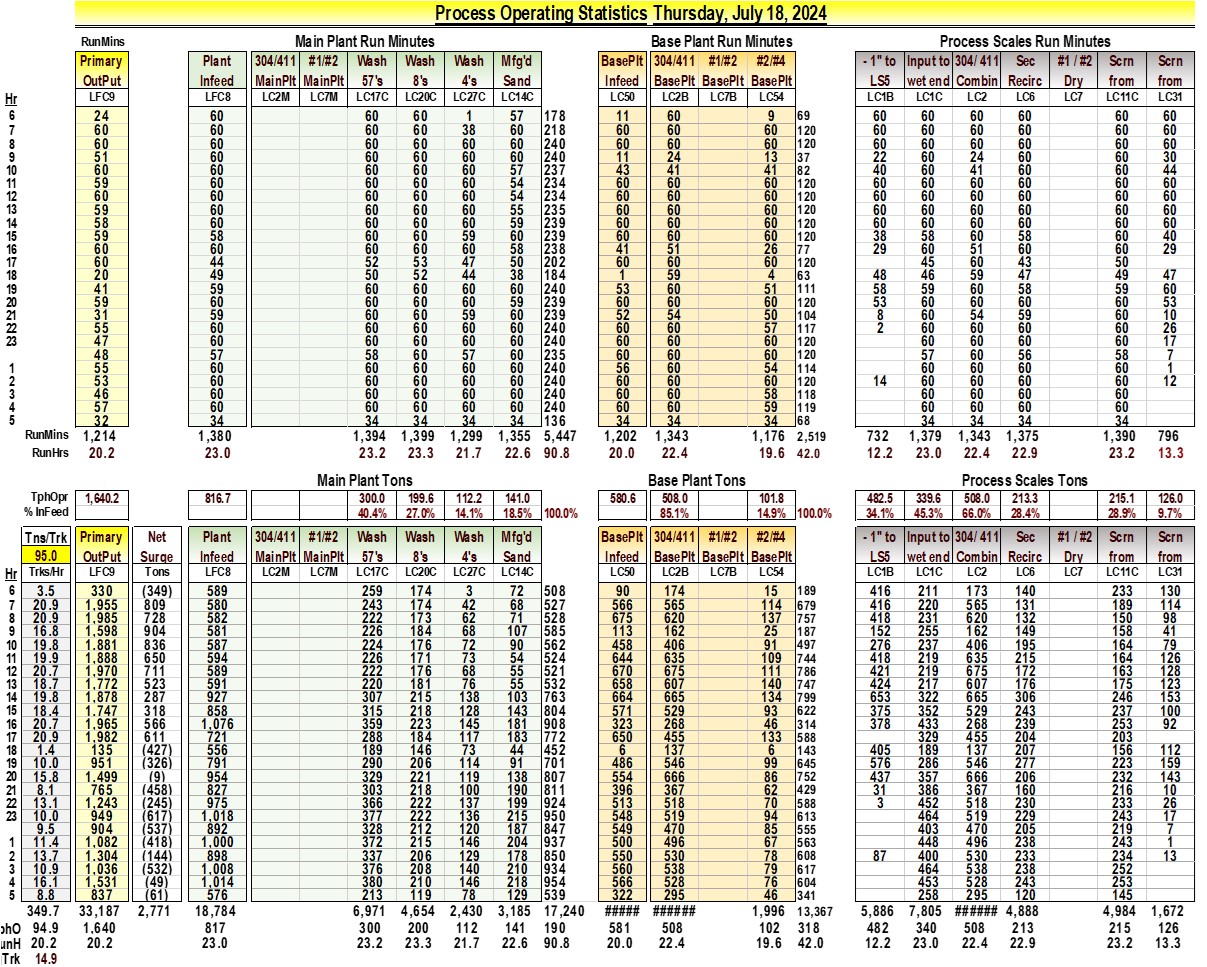 Process Operating Statistics Thursday, July 18, 2024
RunMins Main Plant Run Minutes Base Plant Run Minutes Process Scales Run Minutes
Primary Plant 304/411 #1/#2 Wash Wash Wash Mfg'd BasePlt 304/411 #1/#2 #2/#4 - 1" to Input to 304/ 411 Sec #1 / #2 Scrn Scrn
OutPut Infeed MainPlt MainPlt 57's 8's 4's Sand Infeed BasePlt BasePlt BasePlt LS5 wet end Combin Recirc Dry from from
Hr LFC9 LFC8 LC2M LC7M LC17C LC20C LC27C LC14C LC50 LC2B LC7B LC54 LC1B LC1C LC2 LC6 LC7 LC11C LC31
6 24 60 60 60 1 57 178 11 60 9 69 60 60 60 60 60 60
7 60 60 60 60 38 60 218 60 60 60 120 60 60 60 60 60 60
8 60 60 60 60 60 60 240 60 60 60 120 60 60 60 60 60 60
9 51 60 60 60 60 60 240 11 24 13 37 22 60 24 60 60 30
10 60 60 60 60 60 57 237 43 41 41 82 40 60 41 60 60 44
11 59 60 60 60 60 54 234 60 60 60 120 60 60 60 60 60 60
12 60 60 60 60 60 54 234 60 60 60 120 60 60 60 60 60 60
13 59 60 60 60 60 55 235 60 60 60 120 60 60 60 60 60 60
14 58 60 60 60 60 59 239 60 60 60 120 60 60 60 60 60 60
15 59 58 60 60 59 60 239 60 60 60 120 38 58 60 58 60 40
16 60 60 60 60 60 58 238 41 51 26 77 29 60 51 60 60 29
17 60 44 52 53 47 50 202 60 60 60 120 45 60 43 50
18 20 49 50 52 44 38 184 1 59 4 63 48 46 59 47 49 47
19 41 59 60 60 60 60 240 53 60 51 111 58 59 60 58 59 60
20 59 60 60 60 60 59 239 60 60 60 120 53 60 60 60 60 53
21 31 59 60 60 59 60 239 52 54 50 104 8 60 54 59 60 10
22 55 60 60 60 60 60 240 60 60 57 117 2 60 60 60 60 26
23 47 60 60 60 60 60 240 60 60 60 120 60 60 60 60 17
48 57 58 60 57 60 235 60 60 60 120 57 60 56 58 7
1 55 60 60 60 60 60 240 56 60 54 114 60 60 60 60 1
2 53 60 60 60 60 60 240 60 60 60 120 14 60 60 60 60 12
3 46 60 60 60 60 60 240 60 60 58 118 60 60 60 60
4 57 60 60 60 60 60 240 60 60 59 119 60 60 60 60
5 32 34 34 34 34 34 136 34 34 34 68 34 34 34 34
RunMins 1,214 1,380 1,394 1,399 1,299 1,355 5,447 1,202 1,343 1,176 2,519 732 1,379 1,343 1,375 1,390 796
RunHrs 20.2 23.0 23.2 23.3 21.7 22.6 90.8 20.0 22.4 19.6 42.0 12.2 23.0 22.4 22.9 23.2 13.3
Main Plant Tons Base Plant Tons Process Scales Tons
TphOpr 1,640.2 816.7 300.0 199.6 112.2 141.0 580.6 508.0 101.8 482.5 339.6 508.0 213.3 215.1 126.0
% InFeed 40.4% 27.0% 14.1% 18.5% 100.0% 85.1% 14.9% 100.0% 34.1% 45.3% 66.0% 28.4% 28.9% 9.7%
Tns/Trk Primary Net Plant 304/411 #1/#2 Wash Wash Wash Mfg'd BasePlt 304/411 #1/#2 #2/#4 - 1" to Input to 304/ 411 Sec #1 / #2 Scrn Scrn
95.0 OutPut Surge Infeed MainPlt MainPlt 57's 8's 4's Sand Infeed BasePlt BasePlt BasePlt LS5 wet end Combin Recirc Dry from from
Hr Trks/Hr LFC9 Tons LFC8 LC2M LC7M LC17C LC20C LC27C LC14C LC50 LC2B LC7B LC54 LC1B LC1C LC2 LC6 LC7 LC11C LC31
6 3.5 330 (349) 589 259 174 3 72 508 90 174 15 189 416 211 173 140 233 130
7 20.9 1,955 809 580 243 174 42 68 527 566 565 114 679 416 220 565 131 189 114
8 20.9 1,985 728 582 222 173 62 71 528 675 620 137 757 418 231 620 132 150 98
9 16.8 1,598 904 581 226 184 68 107 585 113 162 25 187 152 255 162 149 158 41
10 19.8 1,881 836 587 224 176 72 90 562 458 406 91 497 276 237 406 195 164 79
11 19.9 1,888 650 594 226 171 73 54 524 644 635 109 744 418 219 635 215 164 126
12 20.7 1,970 711 589 222 176 68 55 521 670 675 111 786 421 219 675 172 163 128
13 18.7 1,772 523 591 220 181 76 55 532 658 607 140 747 424 217 607 176 175 123
14 19.8 1,878 287 927 307 215 138 103 763 664 665 134 799 653 322 665 306 246 153
15 18.4 1,747 318 858 315 218 128 143 804 571 529 93 622 375 352 529 243 237 100
16 20.7 1,965 566 1,076 359 223 145 181 908 323 268 46 314 378 433 268 239 253 92
17 20.9 1,982 611 721 288 184 117 183 772 650 455 133 588 329 455 204 203
18 1.4 135 (427) 556 189 146 73 44 452 6 137 6 143 405 189 137 207 156 112
19 10.0 951 (326) 791 290 206 114 91 701 486 546 99 645 576 286 546 277 223 159
20 15.8 1,499 (9) 954 329 221 119 138 807 554 666 86 752 437 357 666 206 232 143
21 8.1 765 (458) 827 303 218 100 190 811 396 367 62 429 31 386 367 160 216 10
22 13.1 1,243 (245) 975 366 222 137 199 924 513 518 70 588 3 452 518 230 233 26
23 10.0 949 (617) 1,018 377 222 136 215 950 548 519 94 613 464 519 229 243 17
9.5 904 (537) 892 328 212 120 187 847 549 470 85 555 403 470 205 219 7
1 11.4 1,082 (418) 1,000 372 215 146 204 937 500 496 67 563 448 496 238 243 1
2 13.7 1,304 (144) 898 337 206 129 178 850 550 530 78 608 87 400 530 233 234 13
3 10.9 1,036 (532) 1,008 376 208 140 210 934 560 538 79 617 464 538 238 252
4 16.1 1,531 (49) 1,014 380 210 146 218 954 566 528 76 604 453 528 243 253
5 8.8 837 (61) 576 213 119 78 129 539 322 295 46 341 258 295 120 145
349.7 33,187 2,771 18,784 6,971 4,654 2,430 3,185 17,240 ##### ###### 1,996 13,367 5,886 7,805 ###### 4,888 4,984 1,672
phO 94.9 1,640 817 300 200 112 141 190 581 508 102 318 482 340 508 213 215 126
unH 20.2 20.2 23.0 23.2 23.3 21.7 22.6 90.8 20.0 22.4 19.6 42.0 12.2 23.0 22.4 22.9 23.2 13.3
Trk 14.9